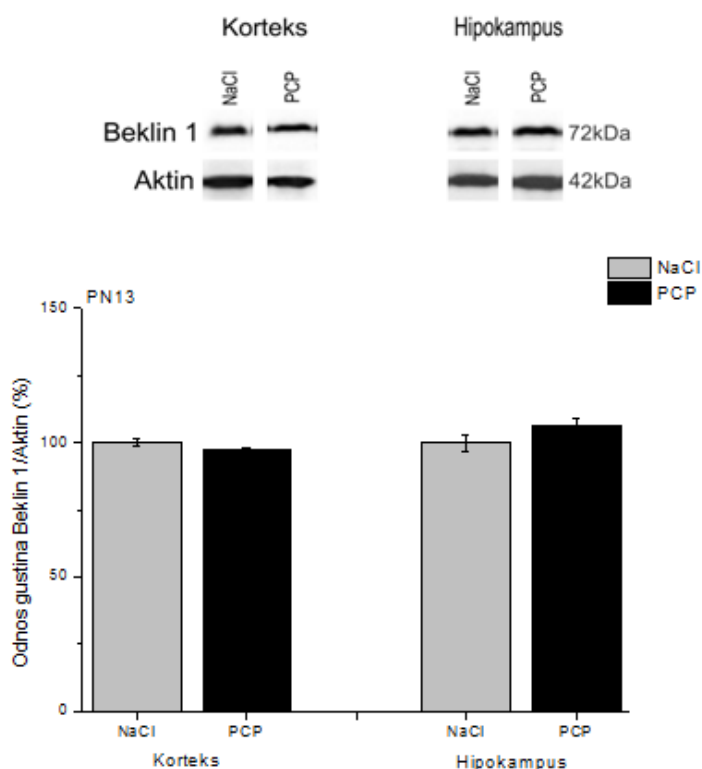 Korteks Hipokampus
NaCl PCP NaCl PCP
Beklin 1 72kDa
Aktin 42kDa
NaCl
PCP
PN13
150
100
50
0
Odnos gustina Beklin 1/Aktin (%)
NaCl PCP NaCl PCP
Korteks Hipokampus